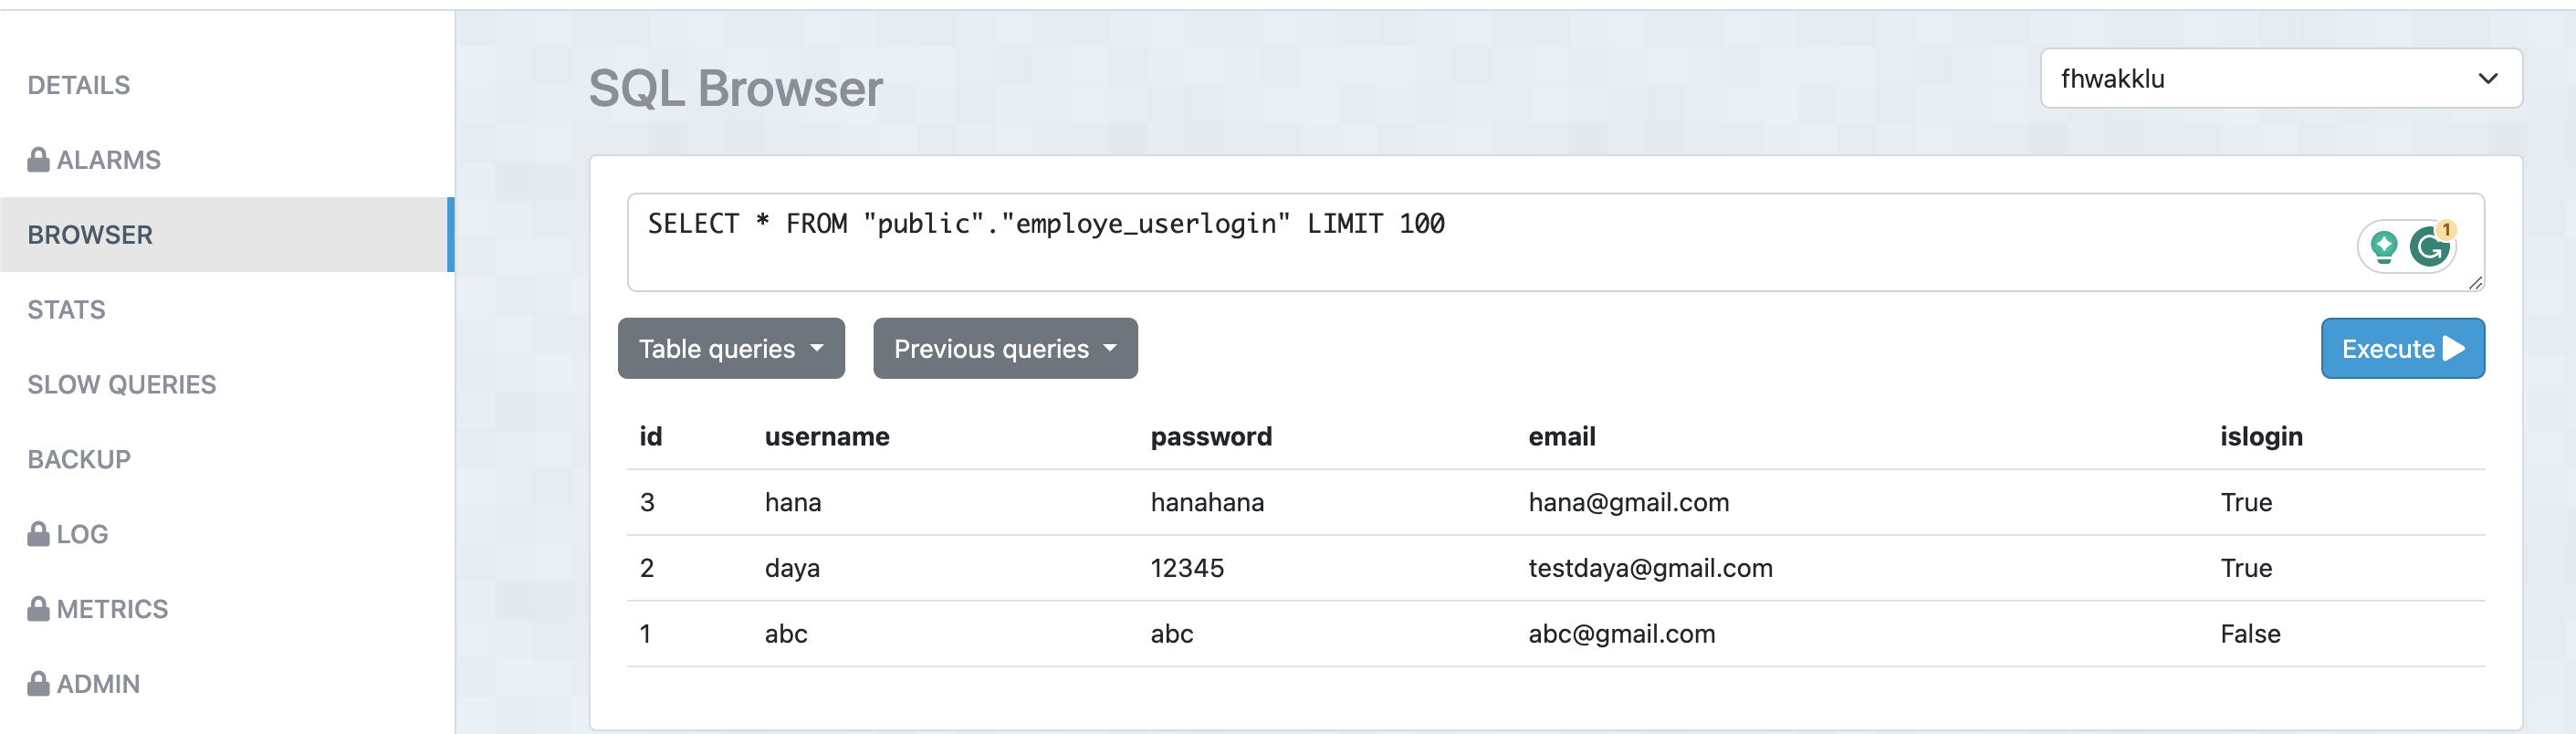 DETAILS
ALARMS
BROWSER
STATS
SLOW QUERIES
BACKUP
LOG
METRICS
ADMIN
SQL Browser
fhwakklu
SELECT * FROM "public"."employe_userlogin" LIMIT 100
1
Table queries
Previous queries
Execute
id username password email islogin
3 hana hanahana hana@gmail.com True
2 daya 12345 testdaya@gmail.com True
1 abc abc abc@gmail.com False